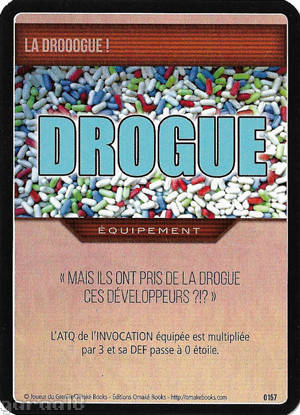 LA DROOOGUE !
DROGUE
ÉQUIPEMENT
« MAIS ILS ONT PRIS DE LA DROGUE
CES DÉVELOPPEURS ?!? »
L'ATQ de l'INVOCATION équipée est multipliée
par 3 et sa DEF passe à 0 étoile.
© Joueur du Grenier/Omaké Books - Editions Omaké Books - http://omakebooks.com/ 0157